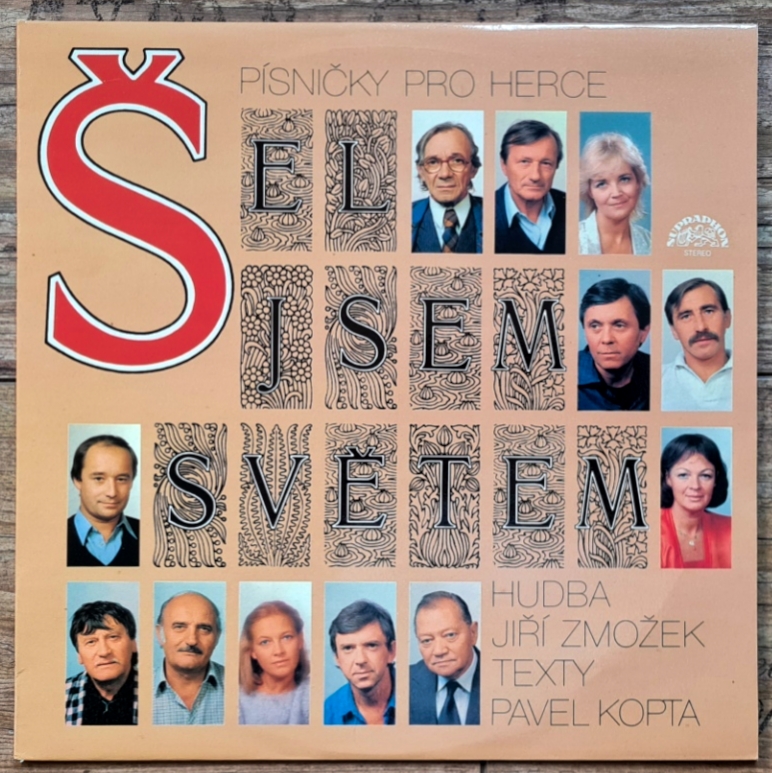 PÍSNIČKY PRO HERCE
ŠEL
JSEM
SVĚTEM
SUPRAPHON
STEREO
HUDBA
JIŘÍ ZMOŽEK
TEXTY
PAVEL KOPTA